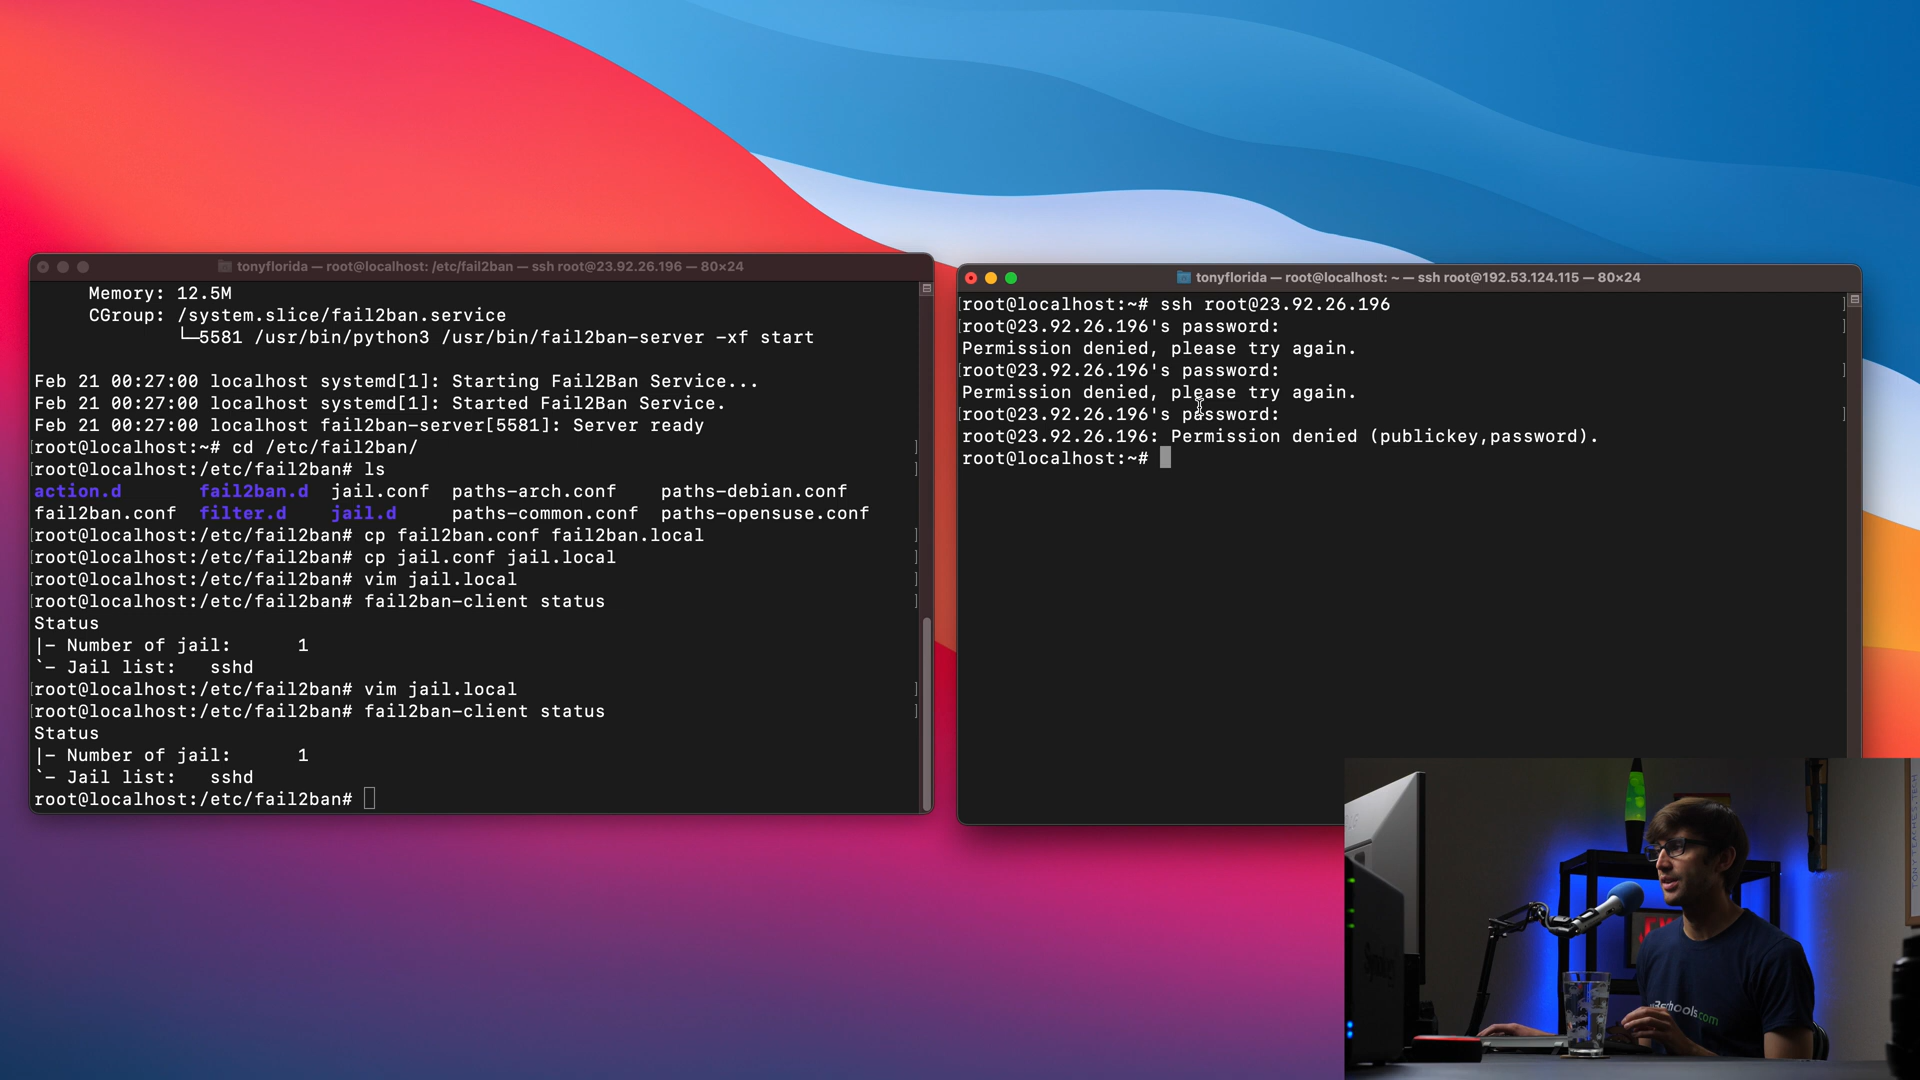 tonyflorida — root@localhost: /etc/fail2ban — ssh root@23.92.26.196 — 80×24
Memory: 12.5M
CGroup: /system.slice/fail2ban.service
└─5581 /usr/bin/python3 /usr/bin/fail2ban-server -xf start
Feb 21 00:27:00 localhost systemd[1]: Starting Fail2Ban Service...
Feb 21 00:27:00 localhost systemd[1]: Started Fail2Ban Service.
Feb 21 00:27:00 localhost fail2ban-server[5581]: Server ready
[root@localhost:~# cd /etc/fail2ban/ ]
[root@localhost:/etc/fail2ban# ls ]
action.d fail2ban.d jail.conf paths-arch.conf paths-debian.conf
fail2ban.conf filter.d jail.d paths-common.conf paths-opensuse.conf
[root@localhost:/etc/fail2ban# cp fail2ban.conf fail2ban.local ]
[root@localhost:/etc/fail2ban# cp jail.conf jail.local ]
[root@localhost:/etc/fail2ban# vim jail.local ]
[root@localhost:/etc/fail2ban# fail2ban-client status ]
Status
|- Number of jail: 1
`- Jail list: sshd
[root@localhost:/etc/fail2ban# vim jail.local ]
[root@localhost:/etc/fail2ban# fail2ban-client status ]
Status
|- Number of jail: 1
`- Jail list: sshd
root@localhost:/etc/fail2ban#
tonyflorida — root@localhost: ~ — ssh root@192.53.124.115 — 80×24
[root@localhost:~# ssh root@23.92.26.196 ]
[root@23.92.26.196's password: ]
Permission denied, please try again.
[root@23.92.26.196's password: ]
Permission denied, please try again.
[root@23.92.26.196's password: ]
root@23.92.26.196: Permission denied (publickey,password).
root@localhost:~#